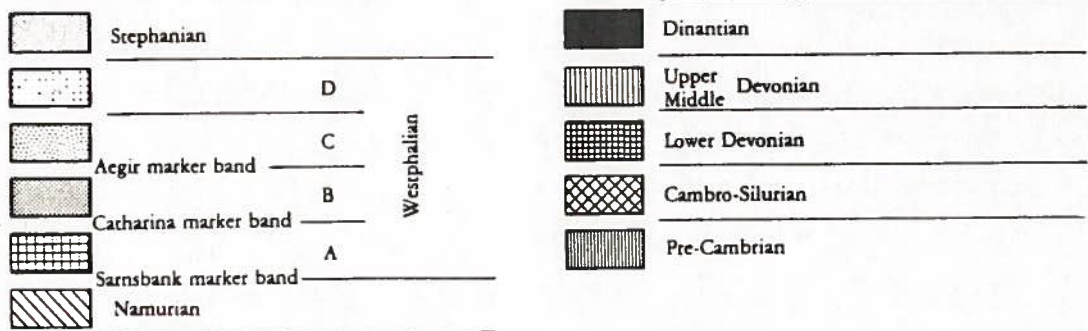 Stephanian
D
C
Aegir marker band
B
Catharina marker band
A
Sarnsbank marker band
Westphalian
Namurian
Dinantian
Upper
Middle Devonian
Lower Devonian
Cambro-Silurian
Pre-Cambrian